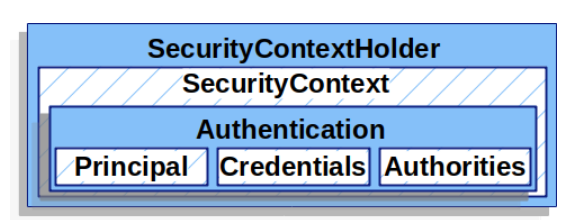 SecurityContextHolder
SecurityContext
Authentication
Principal Credentials Authorities